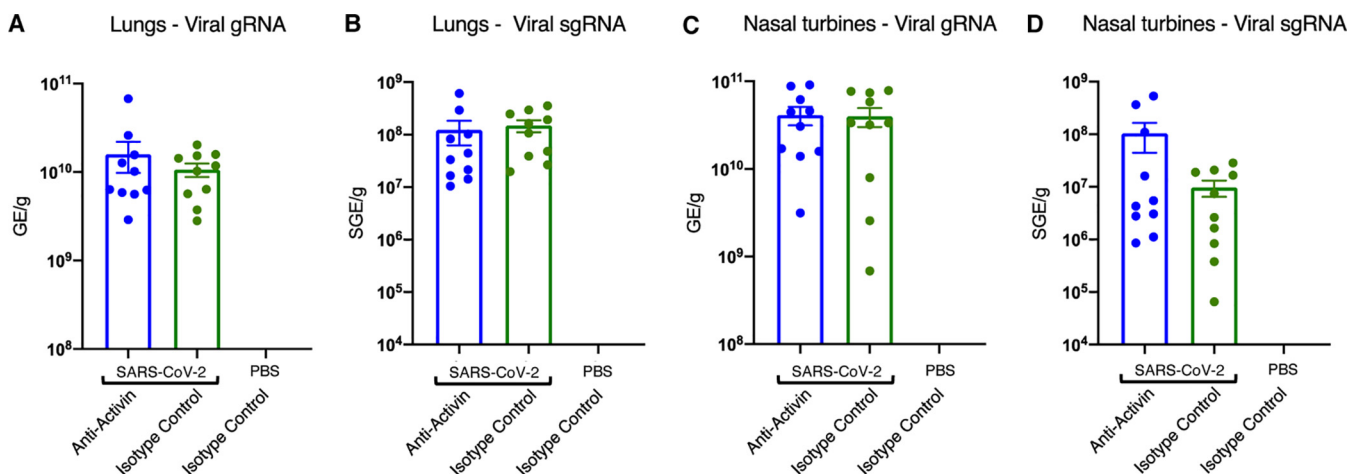 A
Lungs - Viral gRNA
GE/g
10¹¹
10¹⁰
10⁹
10⁸
SARS-CoV-2
PBS
Anti-Activin
Isotype Control
Isotype Control
B
Lungs - Viral sgRNA
SGE/g
10⁹
10⁸
10⁷
10⁶
10⁵
10⁴
SARS-CoV-2
PBS
Anti-Activin
Isotype Control
Isotype Control
C
Nasal turbines - Viral gRNA
GE/g
10¹¹
10¹⁰
10⁹
10⁸
SARS-CoV-2
PBS
Anti-Activin
Isotype Control
Isotype Control
D
Nasal turbines - Viral sgRNA
SGE/g
10⁹
10⁸
10⁷
10⁶
10⁵
10⁴
SARS-CoV-2
PBS
Anti-Activin
Isotype Control
Isotype Control